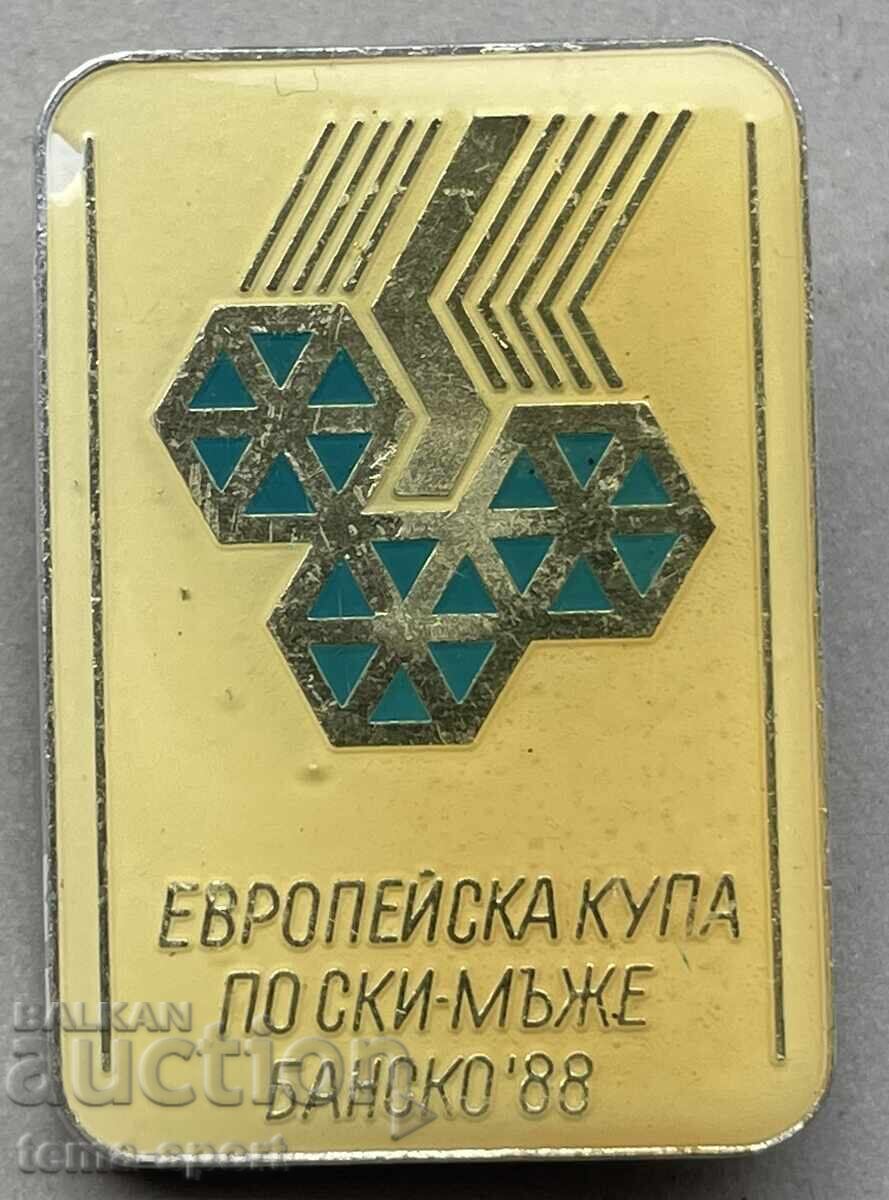 ЕВРОПЕЙСКА КУПА
ПО СКИ-МЪЖЕ
БАНСКО '88
BALKAN
auction
tema-sport